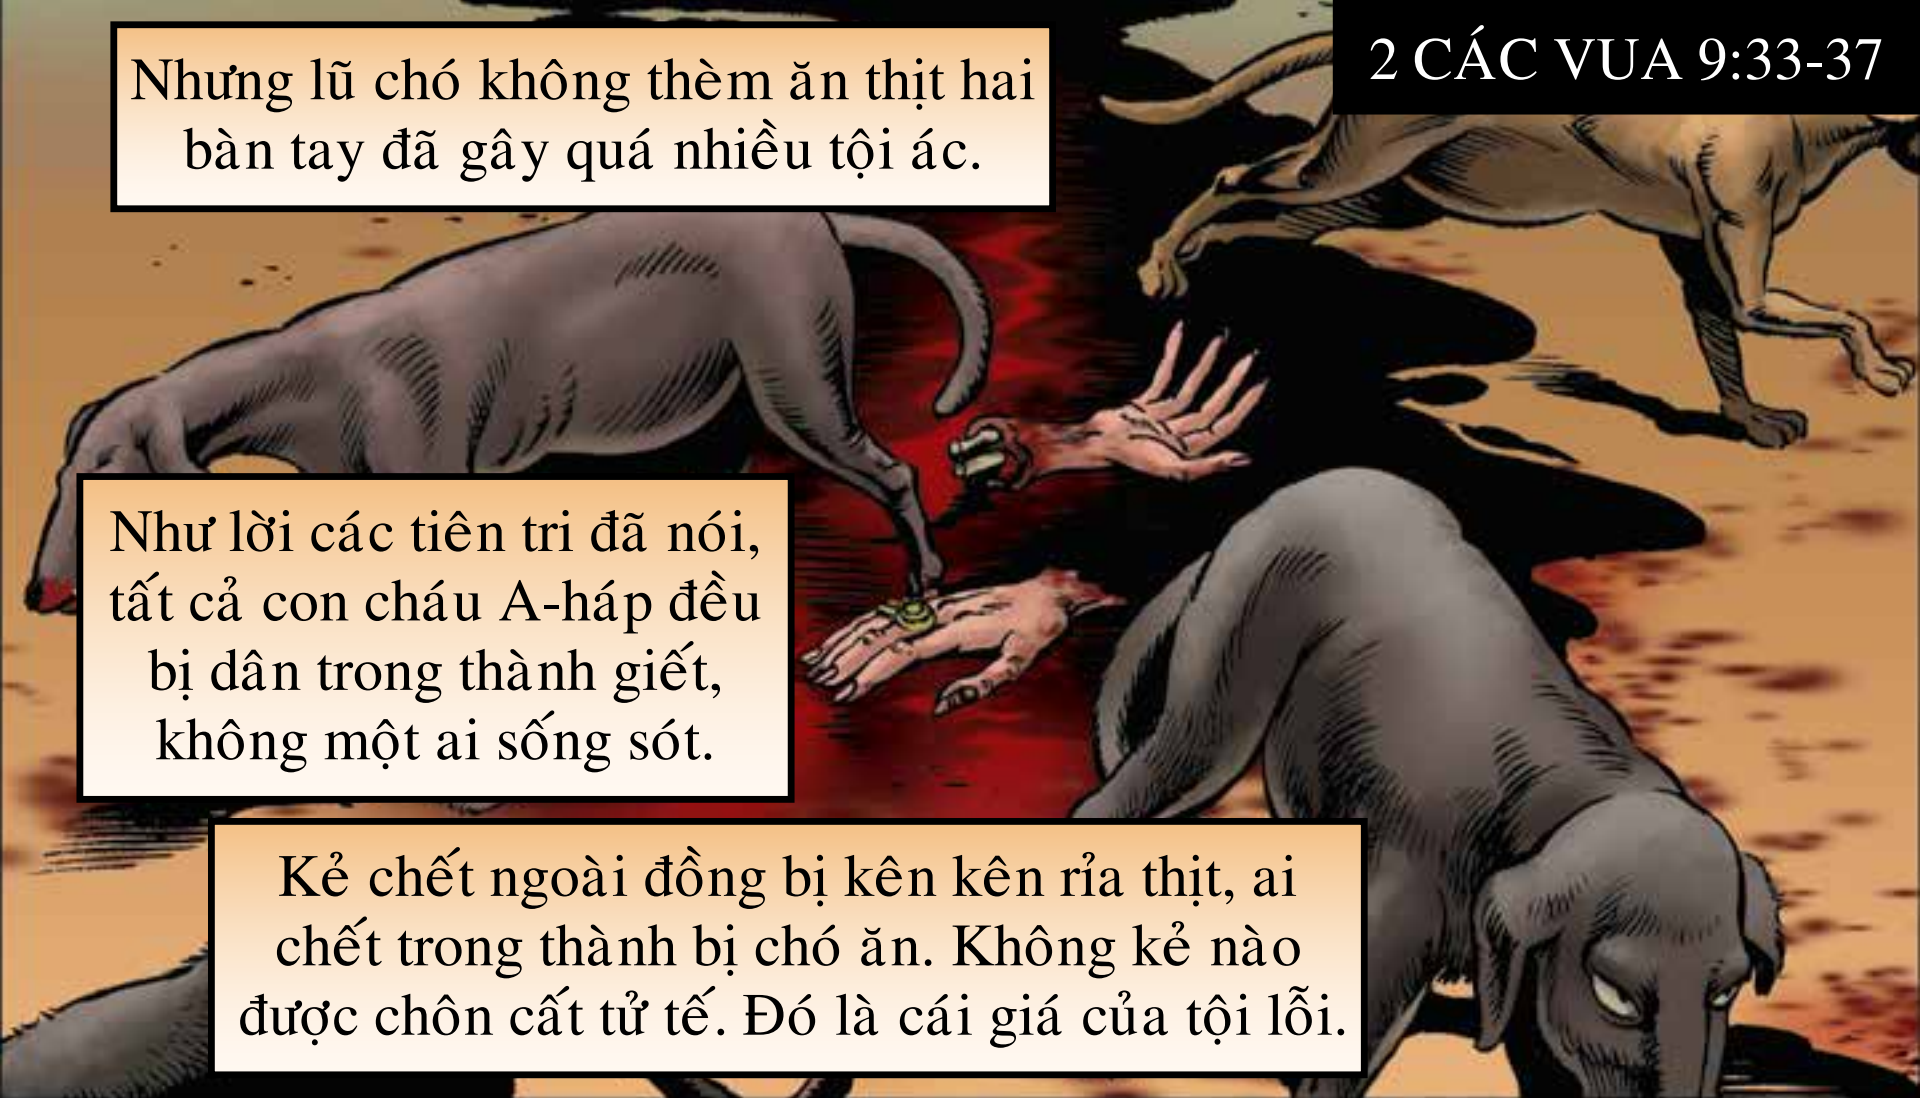 Nhưng lũ chó không thèm ăn thịt hai
bàn tay đã gây quá nhiều tội ác.
2 CÁC VUA 9:33-37
Như lời các tiên tri đã nói,
tất cả con cháu A-háp đều
bị dân trong thành giết,
không một ai sống sót.
Kẻ chết ngoài đồng bị kên kên rỉa thịt, ai
chết trong thành bị chó ăn. Không kẻ nào
được chôn cất tử tế. Đó là cái giá của tội lỗi.